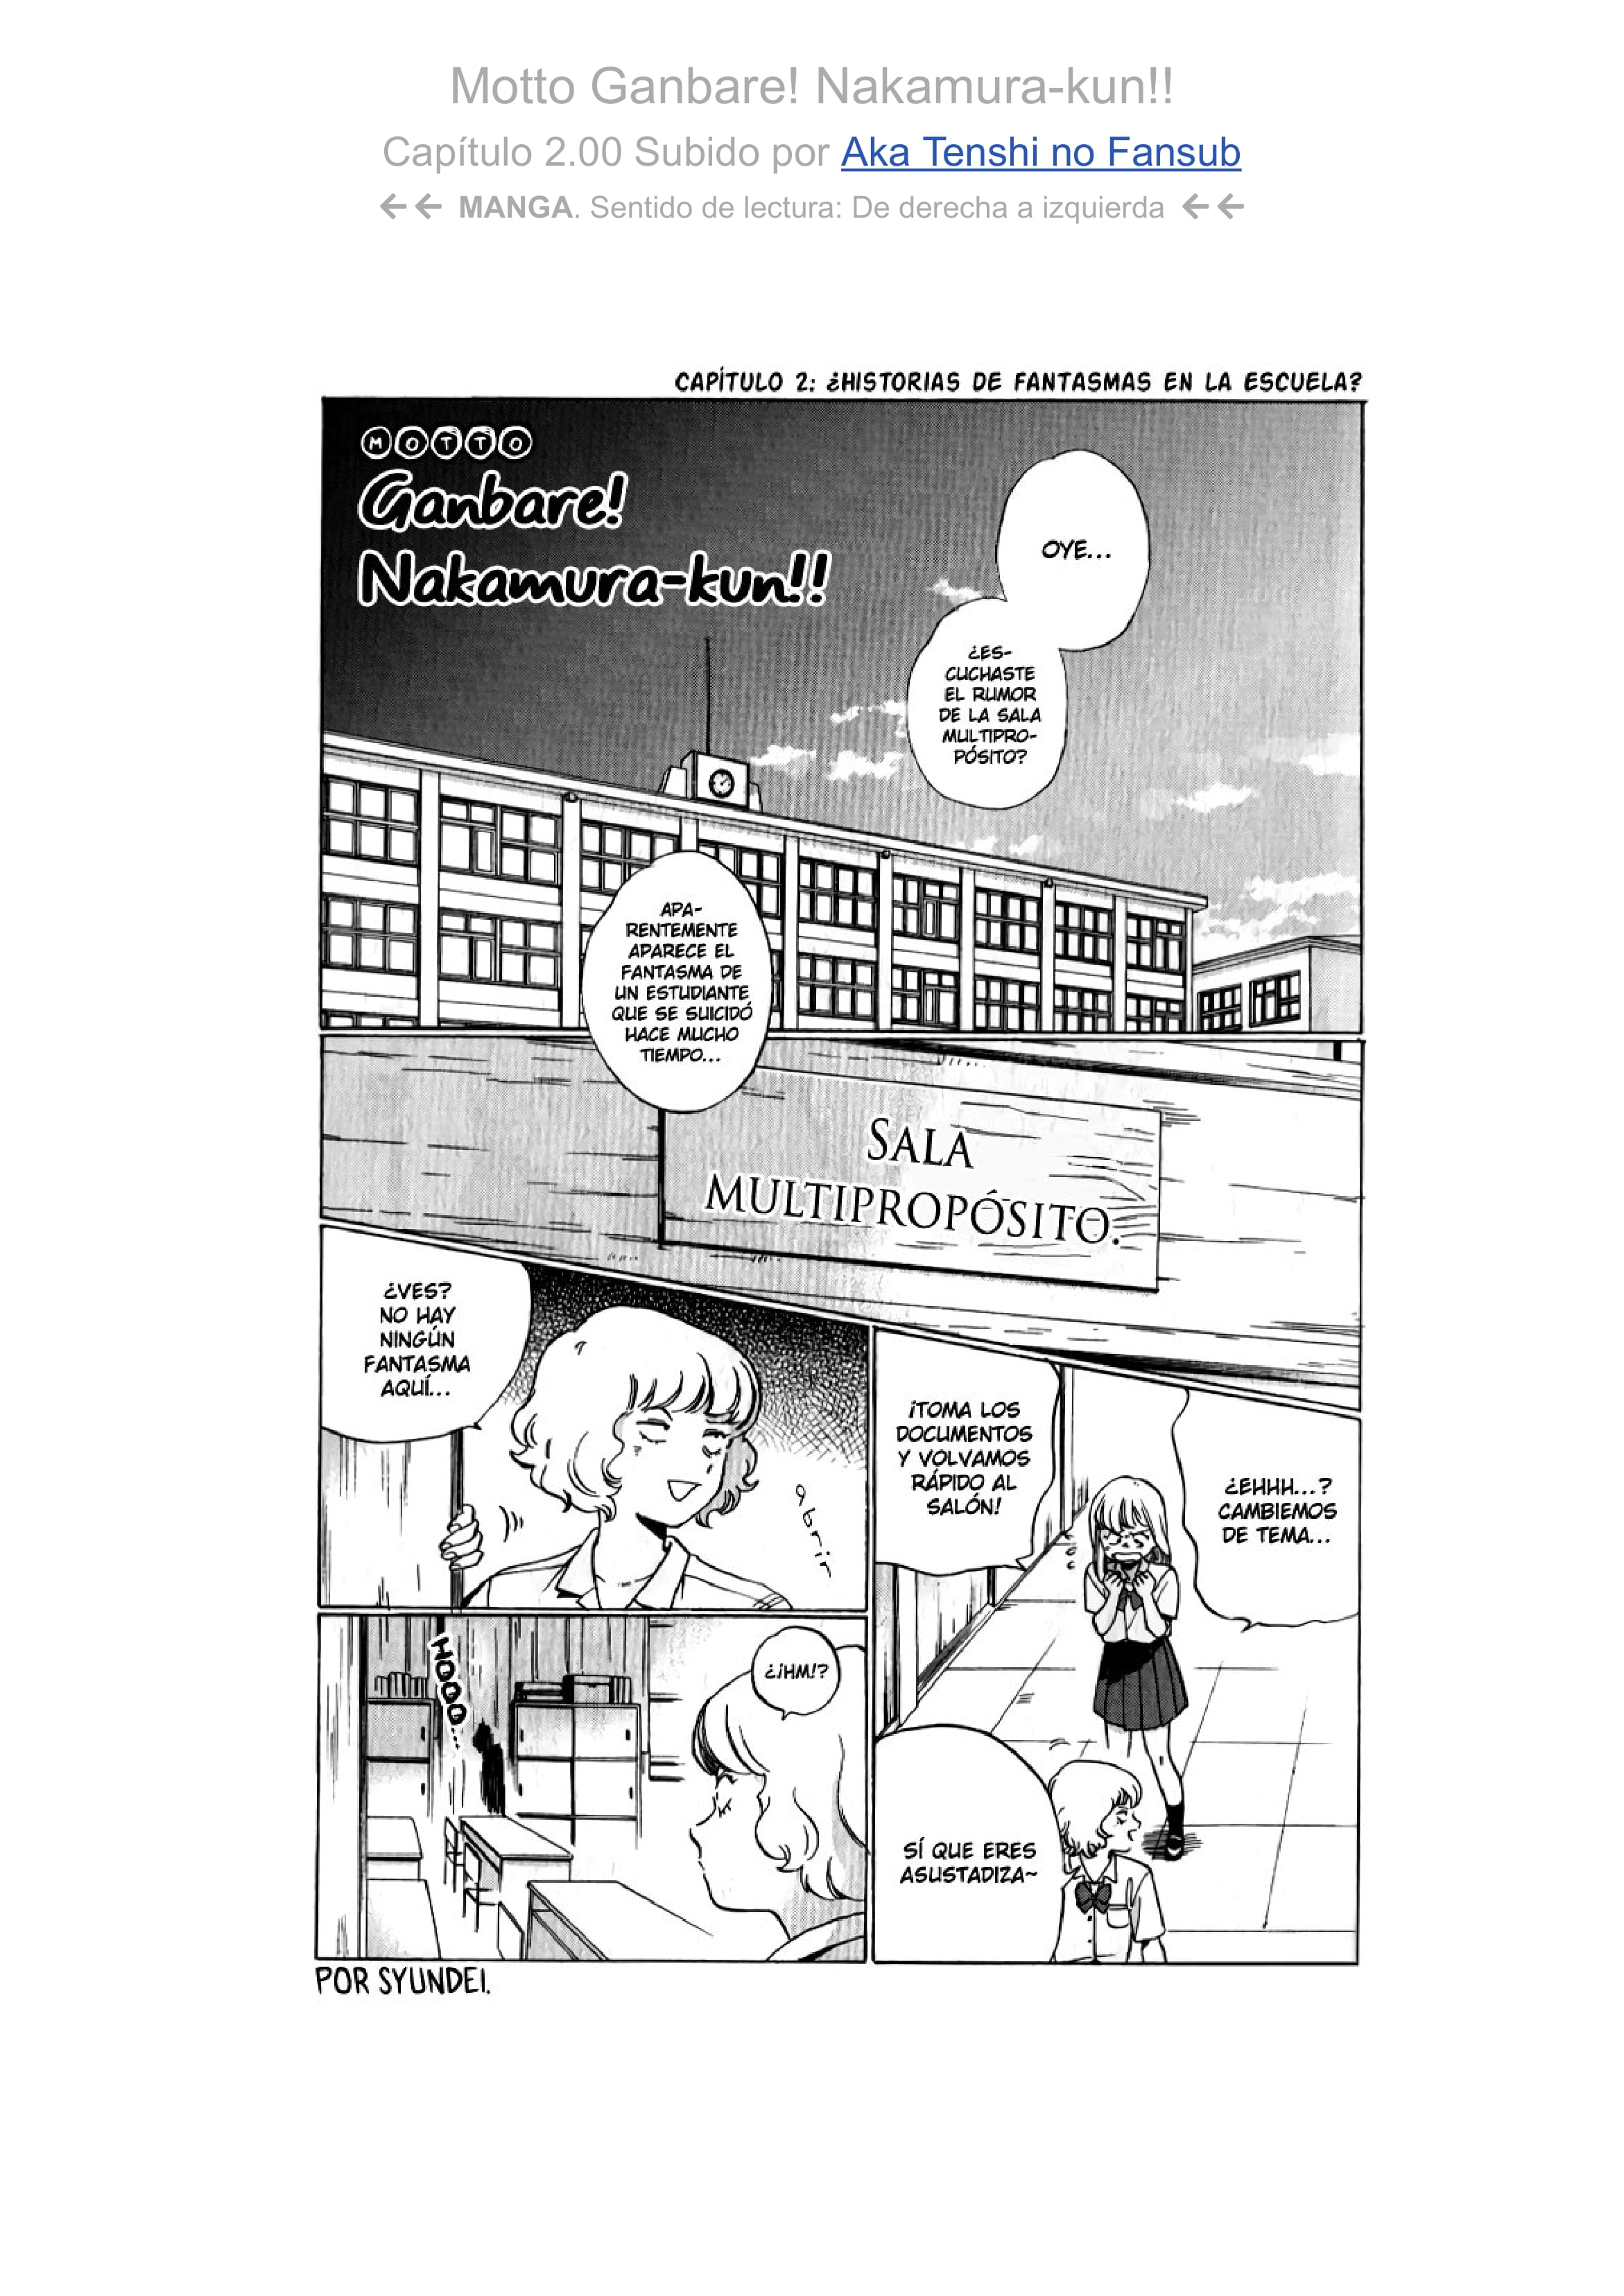 Motto Ganbare! Nakamura-kun!!
Capítulo 2.00 Subido por Aka Tenshi no Fansub
←← MANGA. Sentido de lectura: De derecha a izquierda ←←
CAPÍTULO 2: ¿HISTORIAS DE FANTASMAS EN LA ESCUELA?
MOTTO
Ganbare!
Nakamura-kun!!
OYE...
¿ES-
CUCHASTE
EL RUMOR
DE LA SALA
MULTIPRO-
PÓSITO?
APA-
RENTEMENTE
APARECE EL
FANTASMA DE
UN ESTUDIANTE
QUE SE SUICIDÓ
HACE MUCHO
TIEMPO...
SALA
MULTIPROPÓSITO.
¿EHHH...?
CAMBIEMOS
DE TEMA...
¡TOMA LOS
DOCUMENTOS
Y VOLVAMOS
RÁPIDO AL
SALÓN!
SÍ QUE ERES
ASUSTADIZA~
¿VES?
NO HAY
NINGÚN
FANTASMA
AQUÍ...
abrir
¿¡HM!?
HOOO...
POR SYUNDEI.